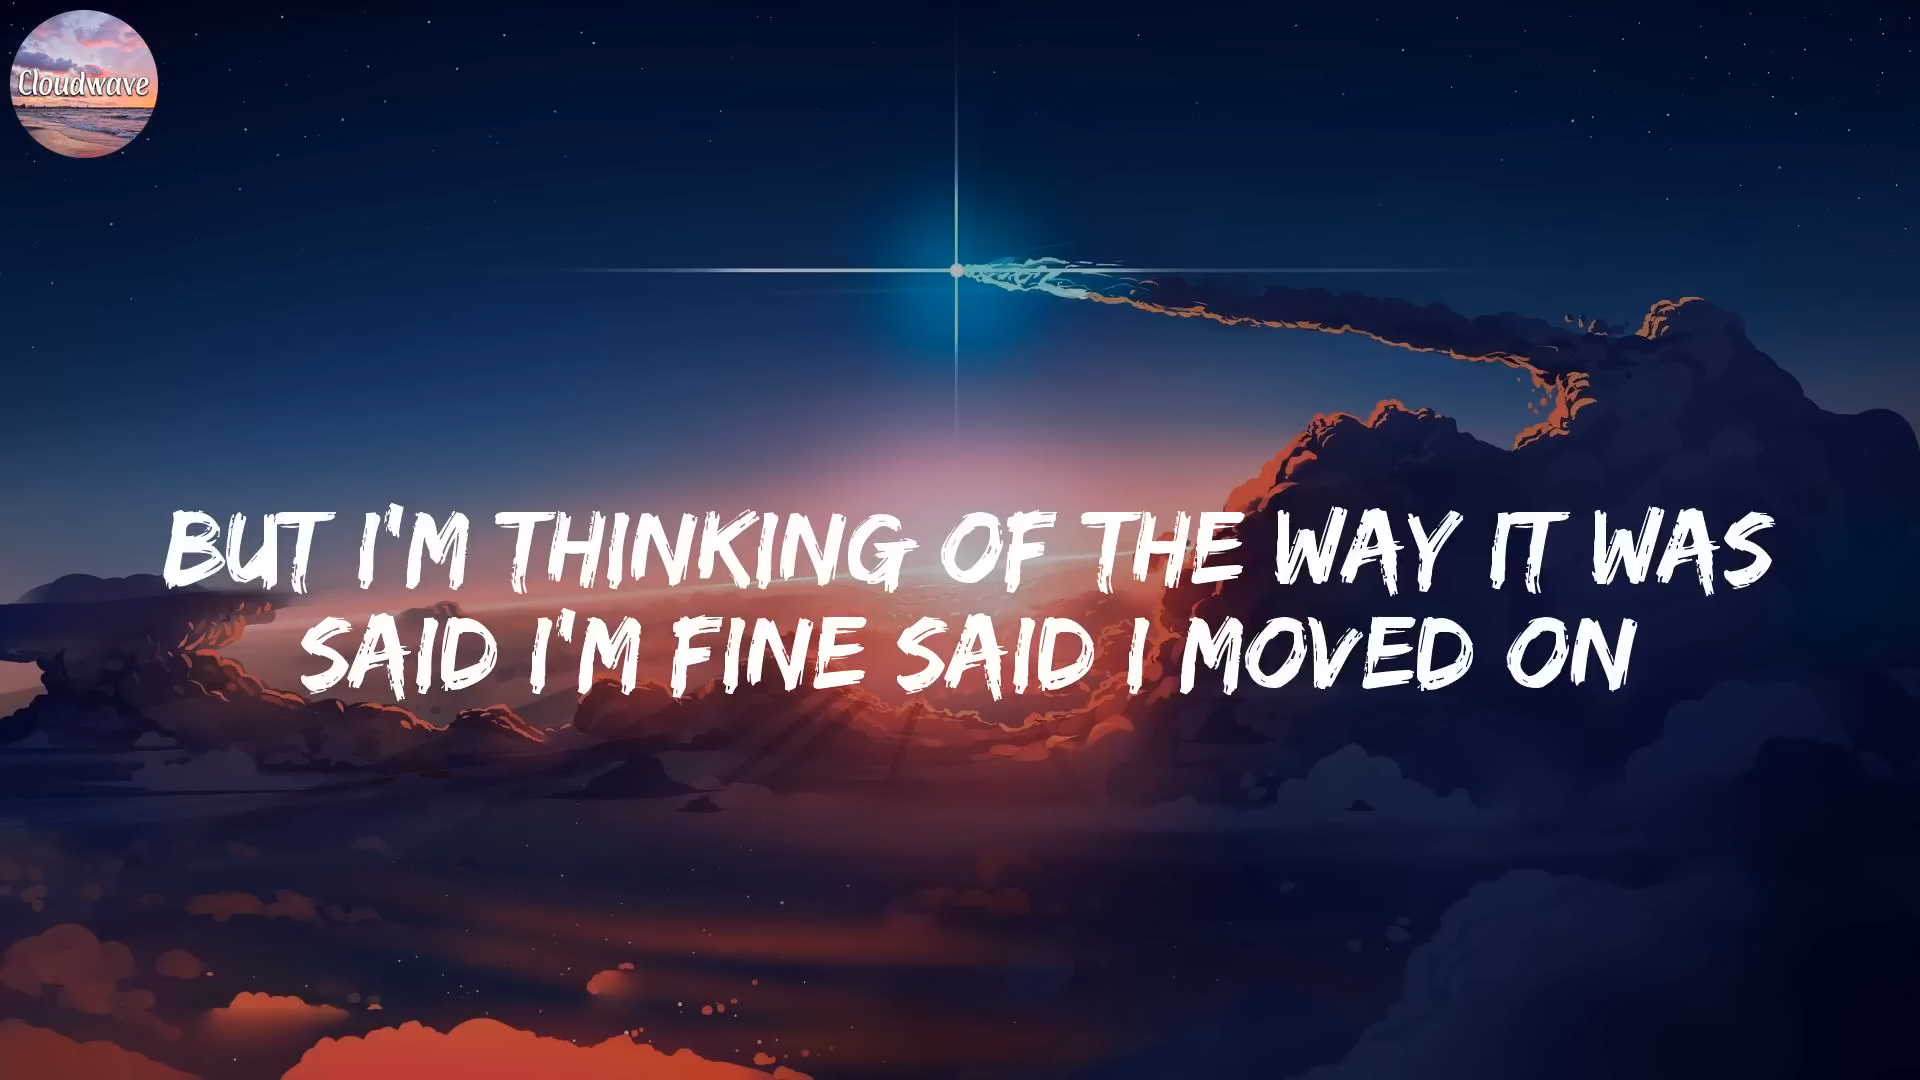 Cloudwave
BUT I'M THINKING OF THE WAY IT WAS
SAID I'M FINE SAID I MOVED ON